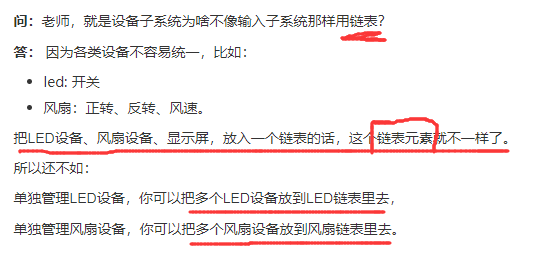 问：老师，就是设备子系统为啥不像输入子系统那样用链表？
答： 因为各类设备不容易统一，比如：
• led: 开关
• 风扇：正转、反转、风速。
把LED设备、风扇设备、显示屏，放入一个链表的话，这个链表元素就不一样了。
所以还不如：
单独管理LED设备，你可以把多个LED设备放到LED链表里去，
单独管理风扇设备，你可以把多个风扇设备放到风扇链表里去。